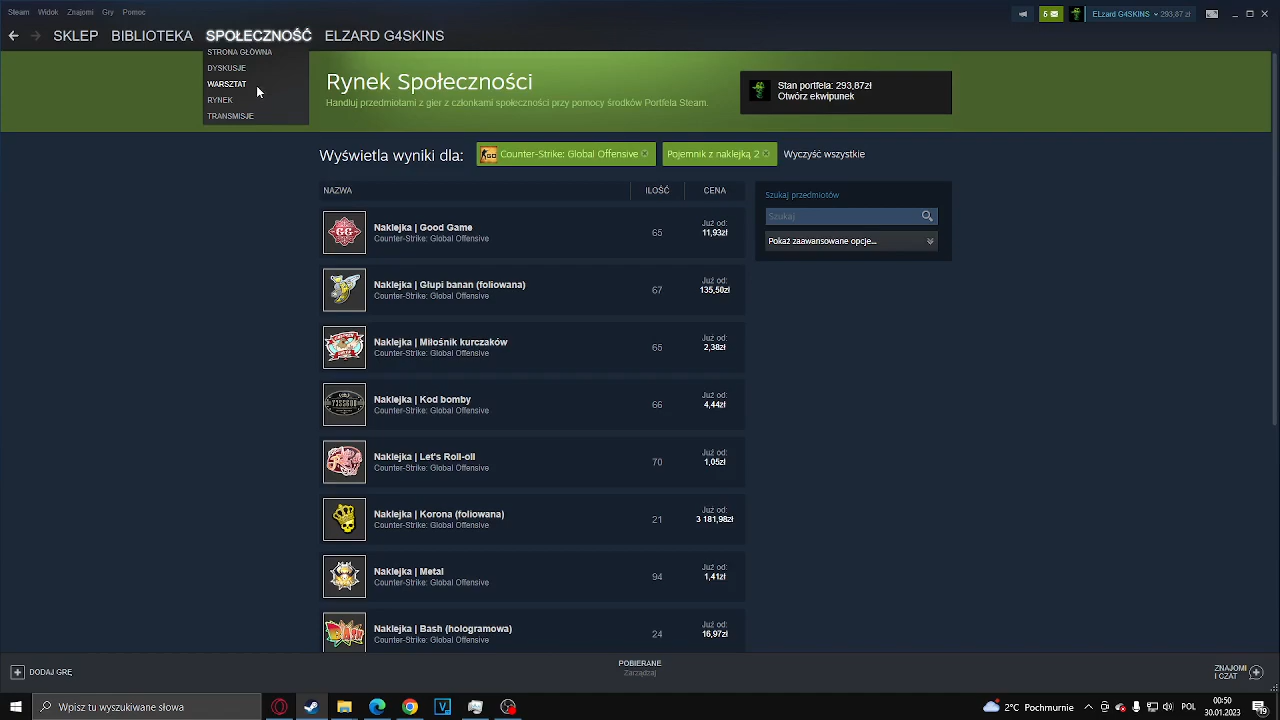 Steam Widok Znajomi Gry Pomoc
5 ELzard G4SKINS 293,87zł
SKLEP BIBLIOTEKA SPOŁECZNOŚĆ ELZARD G4SKINS
STRONA GŁÓWNA
DYSKUSJE
WARSZTAT
RYNEK
TRANSMISJE
Rynek Społeczności
Handluj przedmiotami z gier z członkami społeczności przy pomocy środków Portfela Steam.
Stan portfela: 293,87zł
Otwórz ekwipunek
Wyświetla wyniki dla: Counter-Strike: Global Offensive Pojemnik z naklejką 2 Wyczyść wszystkie
NAZWA ILOŚĆ CENA
Szukaj przedmiotów
Szukaj
Pokaż zaawansowane opcje...
Naklejka | Good Game
Counter-Strike: Global Offensive
65
Już od:
11,93zł
Naklejka | Głupi banan (foliowana)
Counter-Strike: Global Offensive
67
Już od:
135,50zł
Naklejka | Miłośnik kurczaków
Counter-Strike: Global Offensive
65
Już od:
2,38zł
Naklejka | Kod bomby
Counter-Strike: Global Offensive
66
Już od:
4,44zł
Naklejka | Let's Roll-oll
Counter-Strike: Global Offensive
70
Już od:
1,05zł
Naklejka | Korona (foliowana)
Counter-Strike: Global Offensive
21
Już od:
3 181,98zł
Naklejka | Metal
Counter-Strike: Global Offensive
94
Już od:
1,41zł
Naklejka | Bash (hologramowa)
Counter-Strike: Global Offensive
24
Już od:
16,97zł
DODAJ GRĘ
POBIERANE
Zarządzaj
ZNAJOMI
I CZAT
Wpisz tu wyszukiwane słowa
2°C Pochmurnie
POL
00:50
30.01.2023